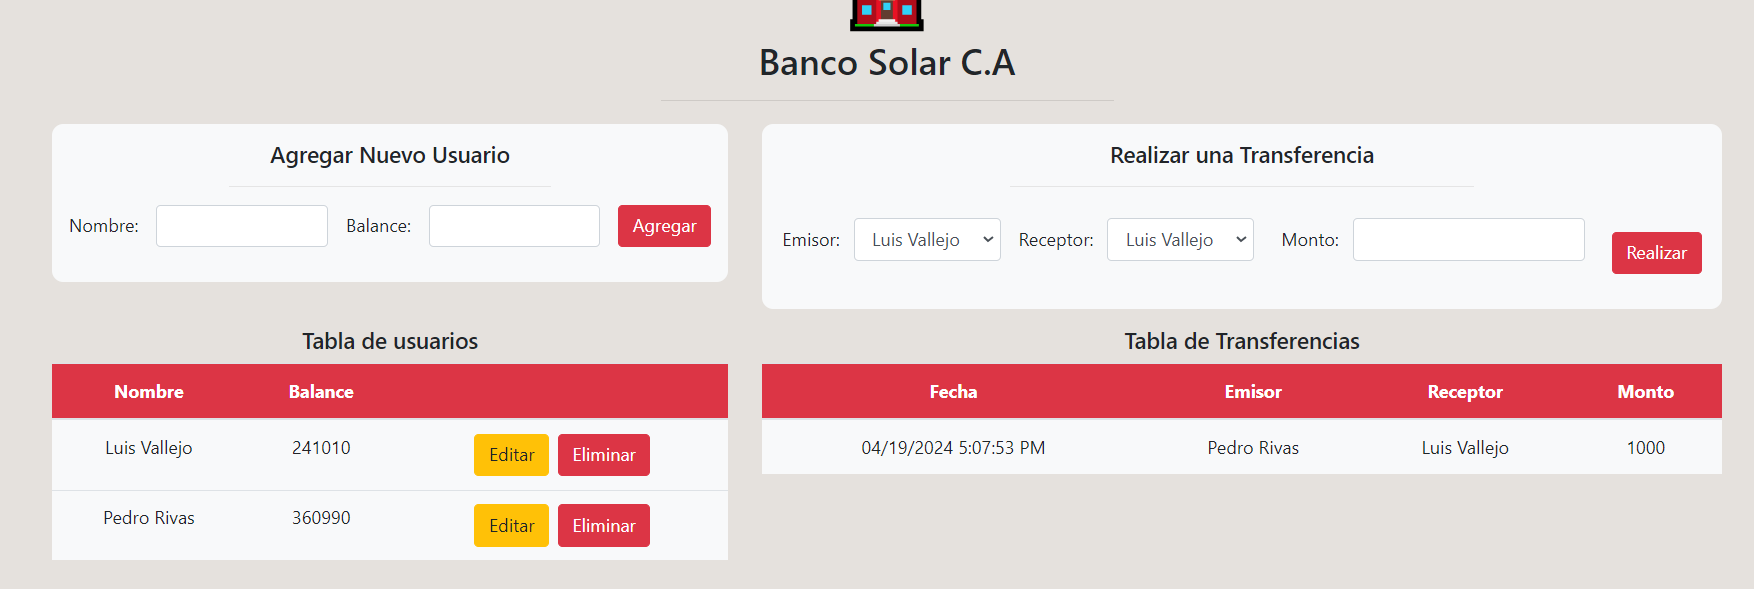 Banco Solar C.A
Agregar Nuevo Usuario
Nombre: Balance: Agregar
Realizar una Transferencia
Emisor: Luis Vallejo Receptor: Luis Vallejo Monto: Realizar
Tabla de usuarios
Nombre Balance
Luis Vallejo 241010 Editar Eliminar
Pedro Rivas 360990 Editar Eliminar
Tabla de Transferencias
Fecha Emisor Receptor Monto
04/19/2024 5:07:53 PM Pedro Rivas Luis Vallejo 1000